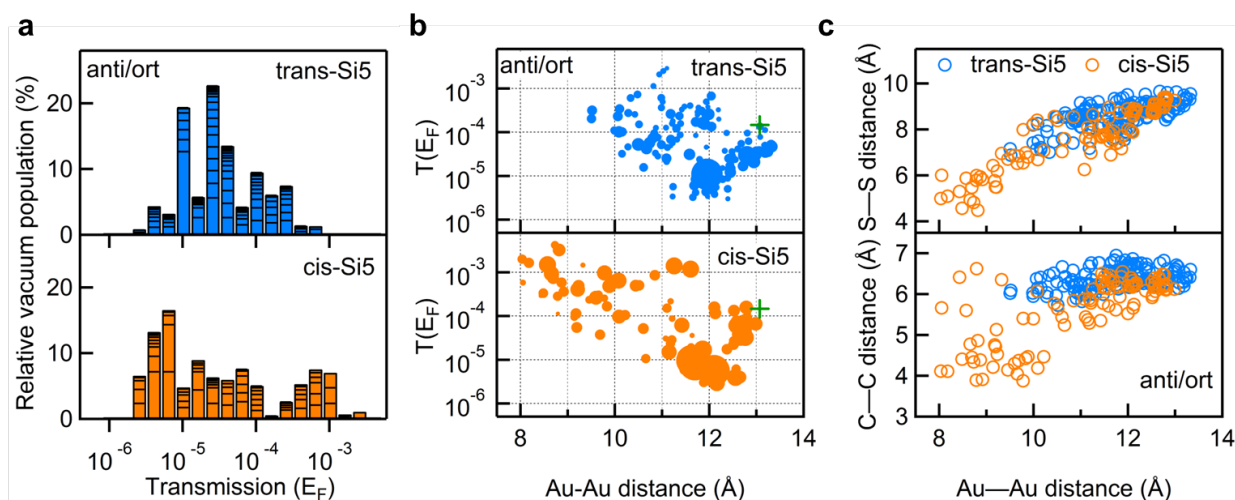 a
Relative vacuum population (%)
anti/ort
trans-Si5
20
10
0
cis-Si5
20
10
0
10⁻⁶ 10⁻⁵ 10⁻⁴ 10⁻³
Transmission (E_F)
b
T(E_F)
anti/ort
trans-Si5
10⁻³
10⁻⁴
10⁻⁵
10⁻⁶
T(E_F)
cis-Si5
10⁻³
10⁻⁴
10⁻⁵
10⁻⁶
8 10 12 14
Au-Au distance (Å)
c
S—S distance (Å)
trans-Si5 cis-Si5
10
8
6
4
C—C distance (Å)
7
6
5
4
3
anti/ort
8 10 12 14
Au—Au distance (Å)